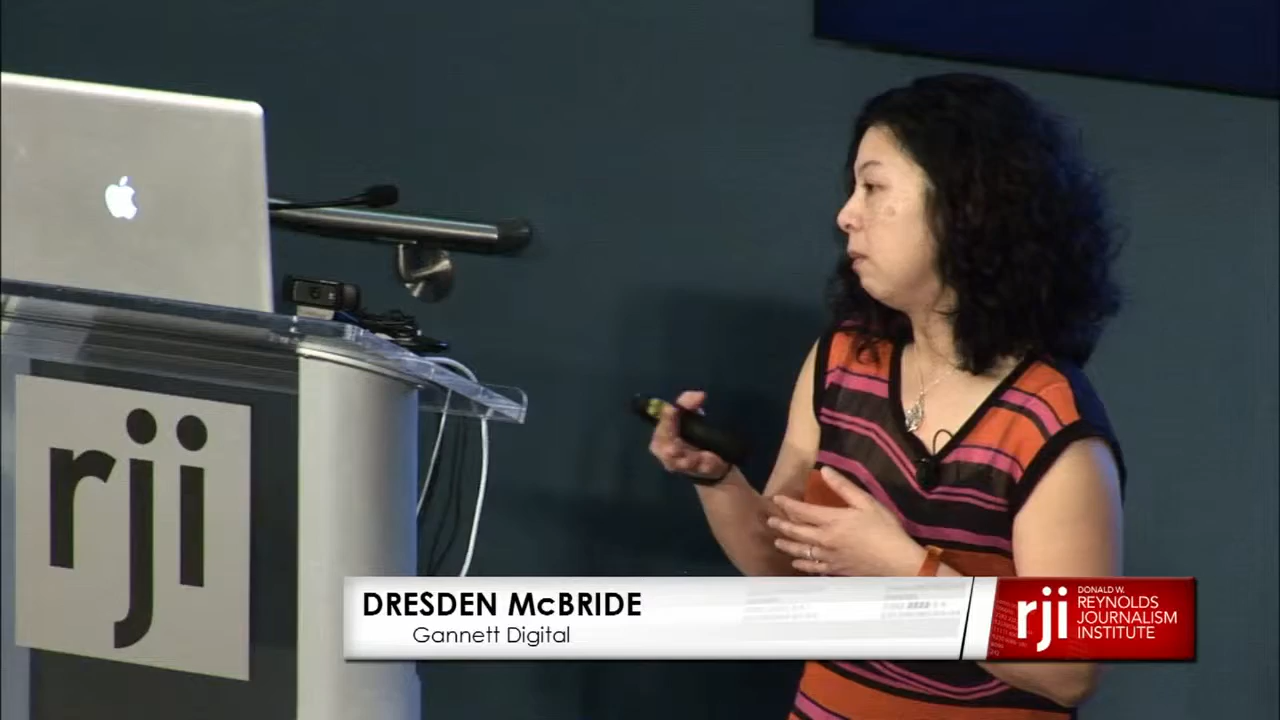 rji
DRESDEN McBRIDE
Gannett Digital
rji
DONALD W.
REYNOLDS
JOURNALISM
INSTITUTE